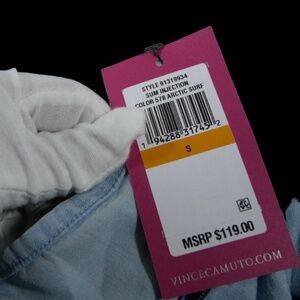 STYLE 91319934
SUM INJECTION
COLOR 578 ARCTIC SURF
1 94288 31745 2
S
MSRP $119.00
VINCECAMUTO.COM